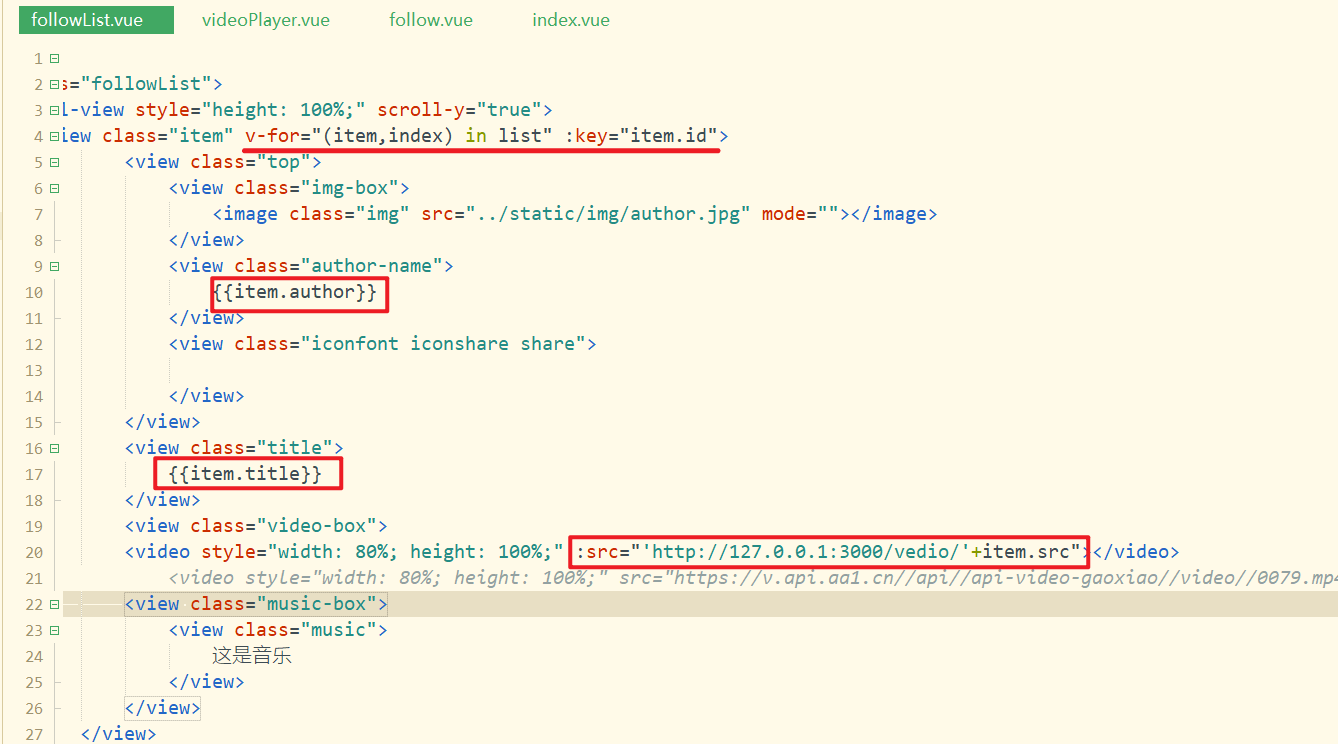 followList.vue videoPlayer.vue follow.vue index.vue
1
2 s="followList">
3 l-view style="height: 100%;" scroll-y="true">
4 iew class="item" v-for="(item,index) in list" :key="item.id">
5 <view class="top">
6 <view class="img-box">
7 <image class="img" src="../static/img/author.jpg" mode=""></image>
8 </view>
9 <view class="author-name">
10 {{item.author}}
11 </view>
12 <view class="iconfont iconshare share">
13
14 </view>
15 </view>
16 <view class="title">
17 {{item.title}}
18 </view>
19 <view class="video-box">
20 <video style="width: 80%; height: 100%;" :src="'http://127.0.0.1:3000/vedio/'+item.src"></video>
21 <video style="width: 80%; height: 100%;" src="https://v.api.aa1.cn//api//api-video-gaoxiao//video//0079.mp4
22 <view class="music-box">
23 <view class="music">
24 这是音乐
25 </view>
26 </view>
27 </view>